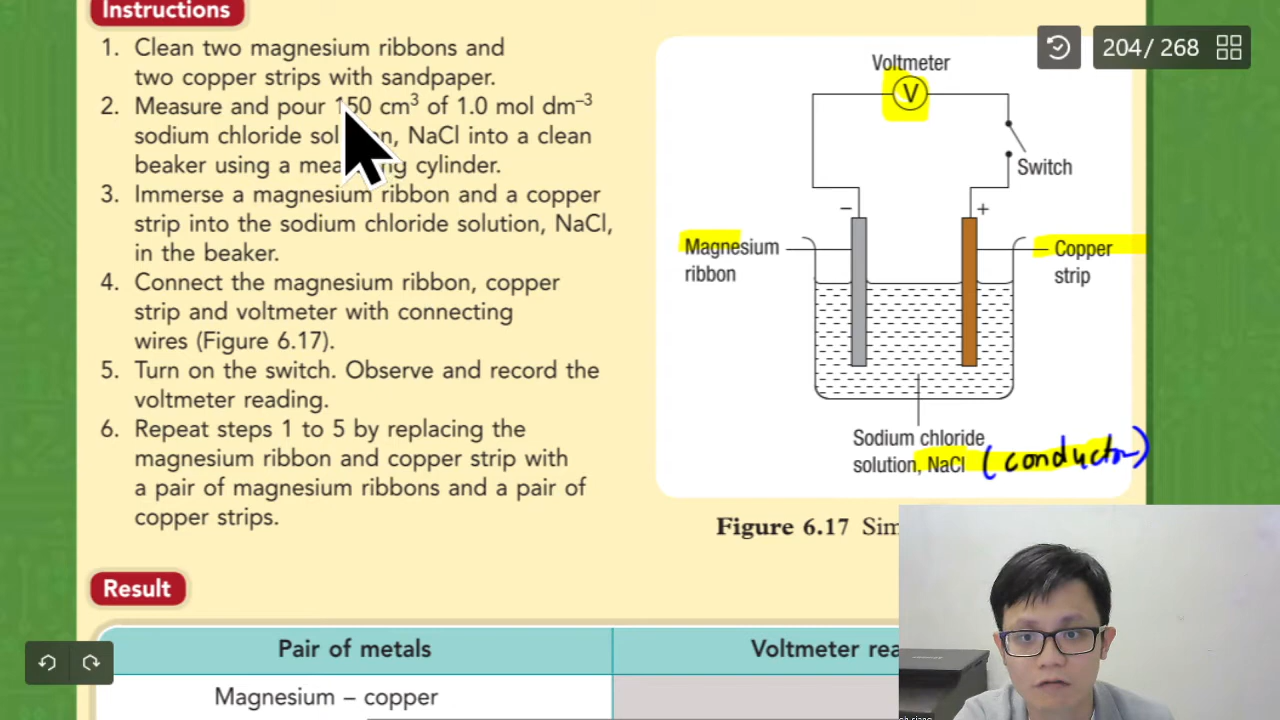 Instructions
1. Clean two magnesium ribbons and
two copper strips with sandpaper.
2. Measure and pour 150 cm³ of 1.0 mol dm⁻³
sodium chloride NaCl into a clean
beaker using a cylinder.
3. Immerse a magnesium ribbon and a copper
strip into the sodium chloride solution, NaCl,
in the beaker.
4. Connect the magnesium ribbon, copper
strip and voltmeter with connecting
wires (Figure 6.17).
5. Turn on the switch. Observe and record the
voltmeter reading.
6. Repeat steps 1 to 5 by replacing the
magnesium ribbon and copper strip with
a pair of magnesium ribbons and a pair of
copper strips.
204/ 268
Voltmeter
V
Switch
−
+
Magnesium
ribbon
Copper
strip
Sodium chloride
solution, NaCl (conductor)
Figure 6.17
Result
Pair of metals
Voltmeter
Magnesium – copper